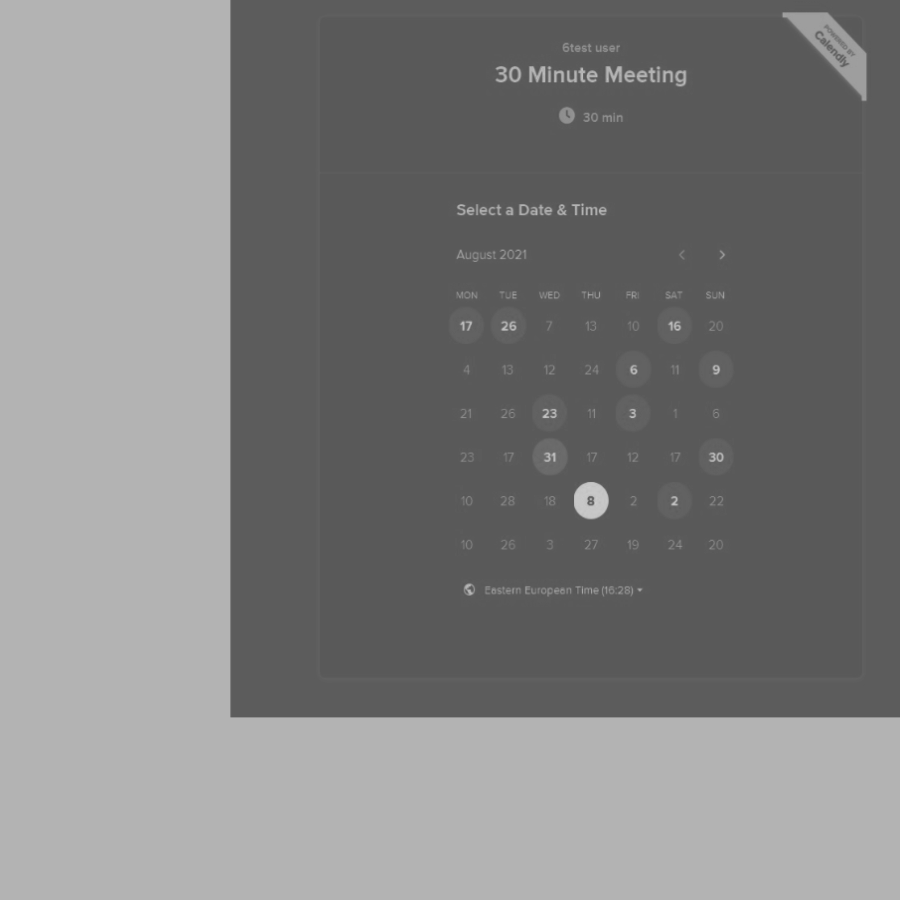 6test user
30 Minute Meeting
30 min
POWERED BY
Calendly
Select a Date & Time
August 2021
MON TUE WED THU FRI SAT SUN
17 26 7 13 10 16 20
4 13 12 24 6 11 9
21 26 23 11 3 1 6
23 17 31 17 12 17 30
10 28 18 8 2 2 22
10 26 3 27 19 24 20
Eastern European Time (16:28)